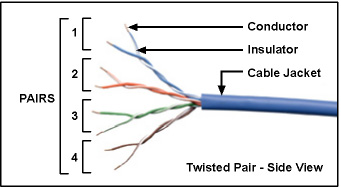 1
Conductor
Insulator
2
Cable Jacket
PAIRS
3
4
Twisted Pair - Side View